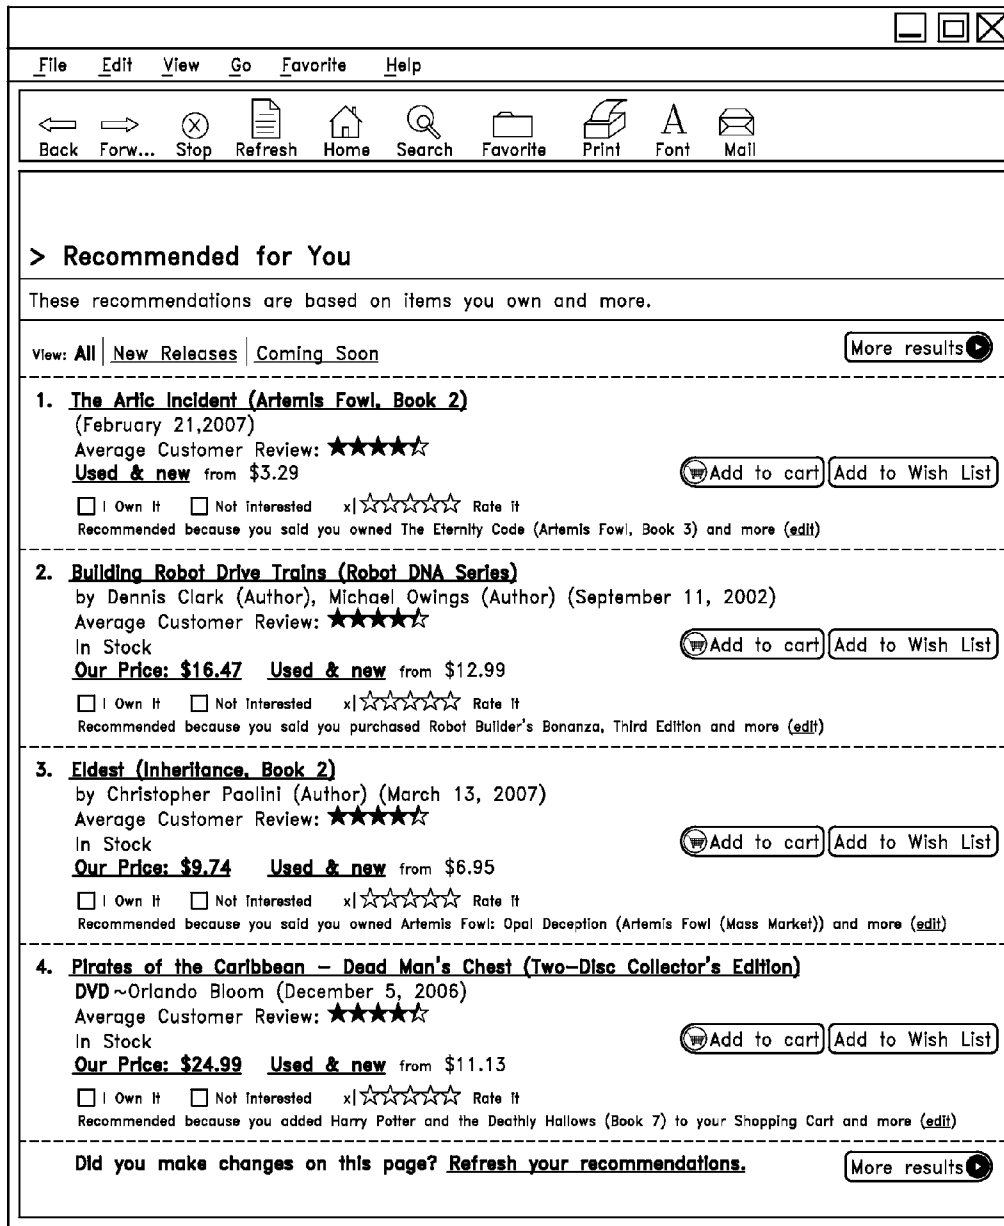 File Edit View Go Favorite Help
Back Forw... Stop Refresh Home Search Favorite Print Font Mail
> Recommended for You
These recommendations are based on items you own and more.
View: All | New Releases | Coming Soon More results
1. The Artic Incident (Artemis Fowl, Book 2)
(February 21,2007)
Average Customer Review:
Used & new from $3.29 Add to cart Add to Wish List
I Own It Not interested x| Rate it
Recommended because you said you owned The Eternity Code (Artemis Fowl, Book 3) and more (edit)
2. Building Robot Drive Trains (Robot DNA Series)
by Dennis Clark (Author), Michael Owings (Author) (September 11, 2002)
Average Customer Review:
In Stock Add to cart Add to Wish List
Our Price: $16.47 Used & new from $12.99
I Own It Not Interested x| Rate it
Recommended because you said you purchased Robot Builder's Bonanza, Third Edition and more (edit)
3. Eldest (Inheritance, Book 2)
by Christopher Paolini (Author) (March 13, 2007)
Average Customer Review:
In Stock Add to cart Add to Wish List
Our Price: $9.74 Used & new from $6.95
I Own It Not Interested x| Rate it
Recommended because you said you owned Artemis Fowl: Opal Deception (Artemis Fowl (Mass Market)) and more (edit)
4. Pirates of the Caribbean – Dead Man's Chest (Two–Disc Collector's Edition)
DVD ~Orlando Bloom (December 5, 2006)
Average Customer Review:
In Stock Add to cart Add to Wish List
Our Price: $24.99 Used & new from $11.13
I Own It Not Interested x| Rate it
Recommended because you added Harry Potter and the Deathly Hallows (Book 7) to your Shopping Cart and more (edit)
Did you make changes on this page? Refresh your recommendations. More results